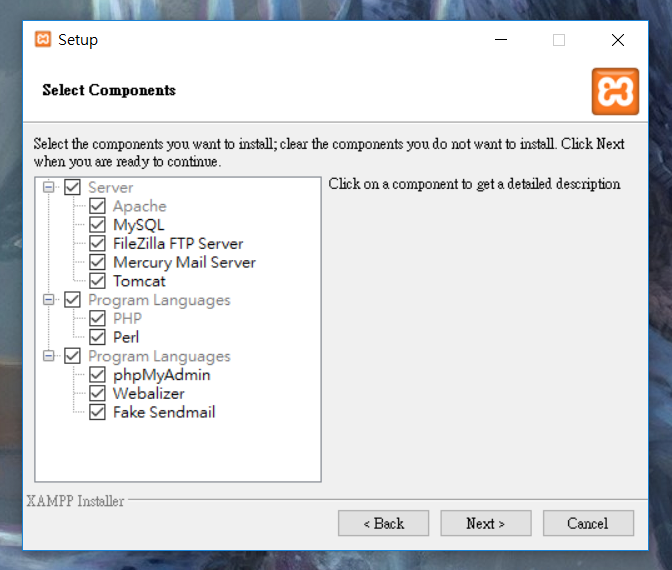 Setup
Select Components
Select the components you want to install; clear the components you do not want to install. Click Next
when you are ready to continue.
Click on a component to get a detailed description
Server
Apache
MySQL
FileZilla FTP Server
Mercury Mail Server
Tomcat
Program Languages
PHP
Perl
Program Languages
phpMyAdmin
Webalizer
Fake Sendmail
XAMPP Installer
< Back
Next >
Cancel